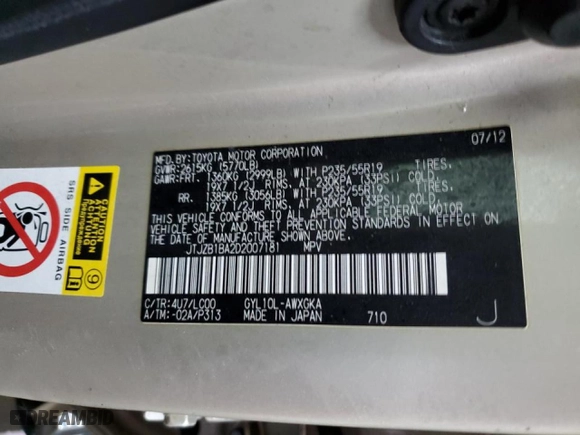 07/12
MFD.BY:TOYOTA MOTOR CORPORATION
GVWR:2615KG (5770LB)
GAWR:FRT. 1360KG (2999LB) WITH P235/55R19 TIRES,
19X7 1/2J RIMS, AT 230KPA (33PSI) COLD.
RR. 1385KG (3056LB) WITH P235/55R19 TIRES,
19X7 1/2J RIMS, AT 230KPA (33PSI) COLD.
THIS VEHICLE CONFORMS TO ALL APPLICABLE FEDERAL MOTOR
VEHICLE SAFETY AND THEFT PREVENTION STANDARDS IN EFFECT ON
THE DATE OF MANUFACTURE SHOWN ABOVE.
JTJZB1BA2D2007181 MPV
C/TR:4U7/LC00 GYL10L-AWXGKA
A/TM:-02A/P313 MADE IN JAPAN 710 J
SRS SIDE AIRBAG
ACHTUNG
ATTENTION
9
DREAMBID